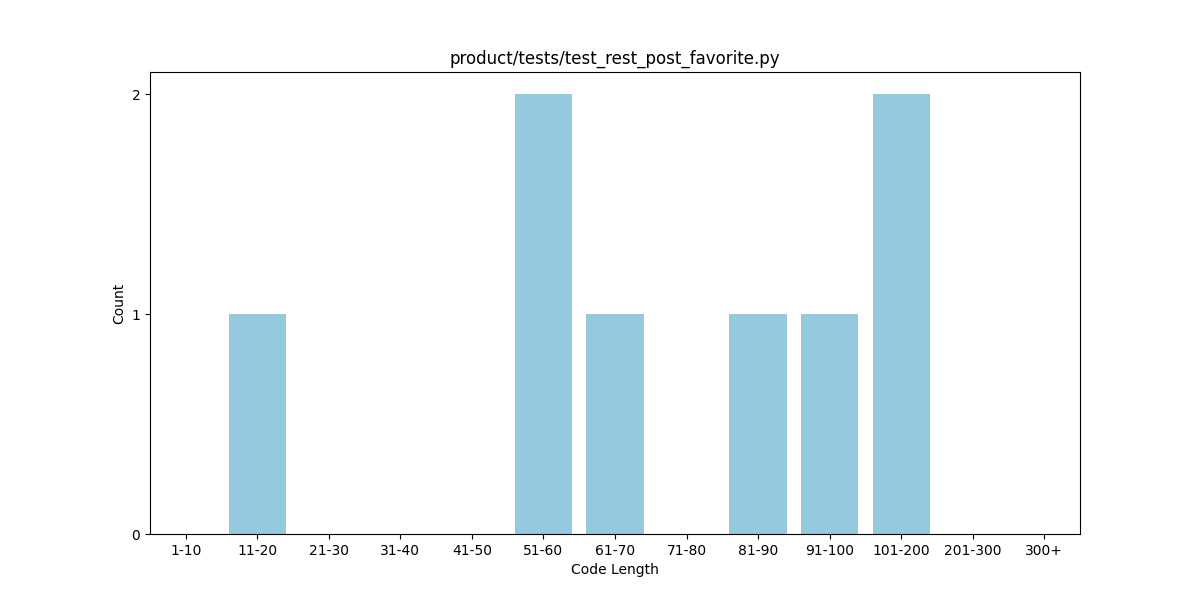 product/tests/test_rest_post_favorite.py
2
1
0
Count
1-10 11-20 21-30 31-40 41-50 51-60 61-70 71-80 81-90 91-100 101-200 201-300 300+
Code Length